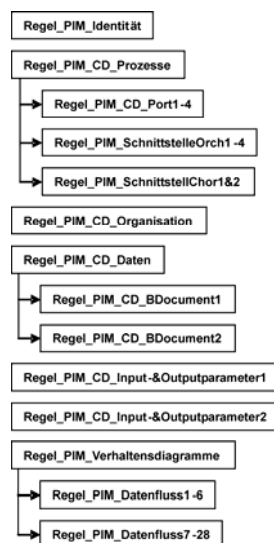 Regel_PIM_Identität
Regel_PIM_CD_Prozesse
Regel_PIM_CD_Port1-4
Regel_PIM_SchnittstelleOrch1-4
Regel_PIM_SchnittstellChor1&2
Regel_PIM_CD_Organisation
Regel_PIM_CD_Daten
Regel_PIM_CD_BDocument1
Regel_PIM_CD_BDocument2
Regel_PIM_CD_Input-&Outputparameter1
Regel_PIM_CD_Input-&Outputparameter2
Regel_PIM_Verhaltensdiagramme
Regel_PIM_Datenfluss1-6
Regel_PIM_Datenfluss7-28